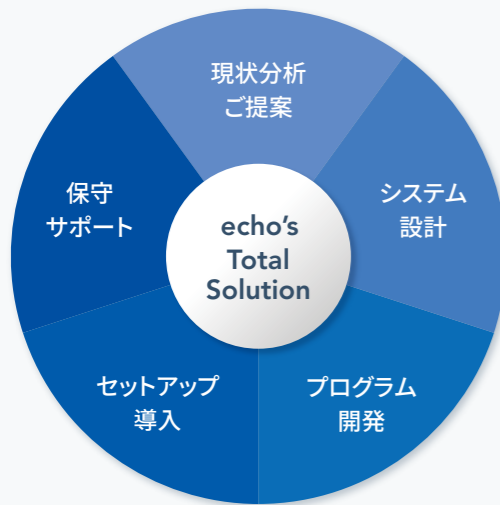 現状分析
ご提案
システム
設計
プログラム
開発
セットアップ
導入
保守
サポート
echo's
Total
Solution